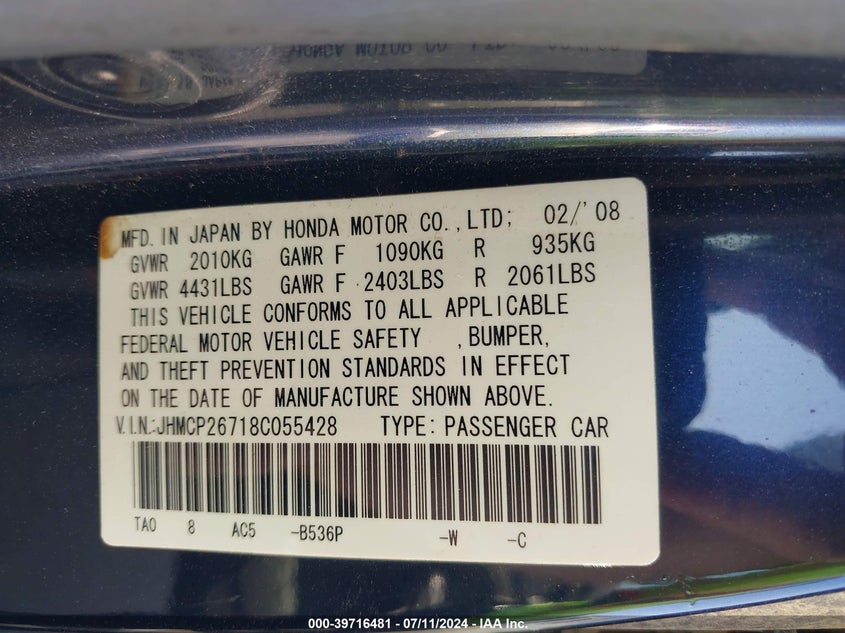 MFD. IN JAPAN BY HONDA MOTOR CO.,LTD; 02/'08
GVWR 2010KG GAWR F 1090KG R 935KG
GVWR 4431LBS GAWR F 2403LBS R 2061LBS
THIS VEHICLE CONFORMS TO ALL APPLICABLE
FEDERAL MOTOR VEHICLE SAFETY ,BUMPER,
AND THEFT PREVENTION STANDARDS IN EFFECT
ON THE DATE OF MANUFACTURE SHOWN ABOVE.
V.I.N.:JHMCP26718C055428 TYPE: PASSENGER CAR
TA0 8 AC5 -B536P -W -C
000-39716481 - 07/11/2024 - IAA Inc.